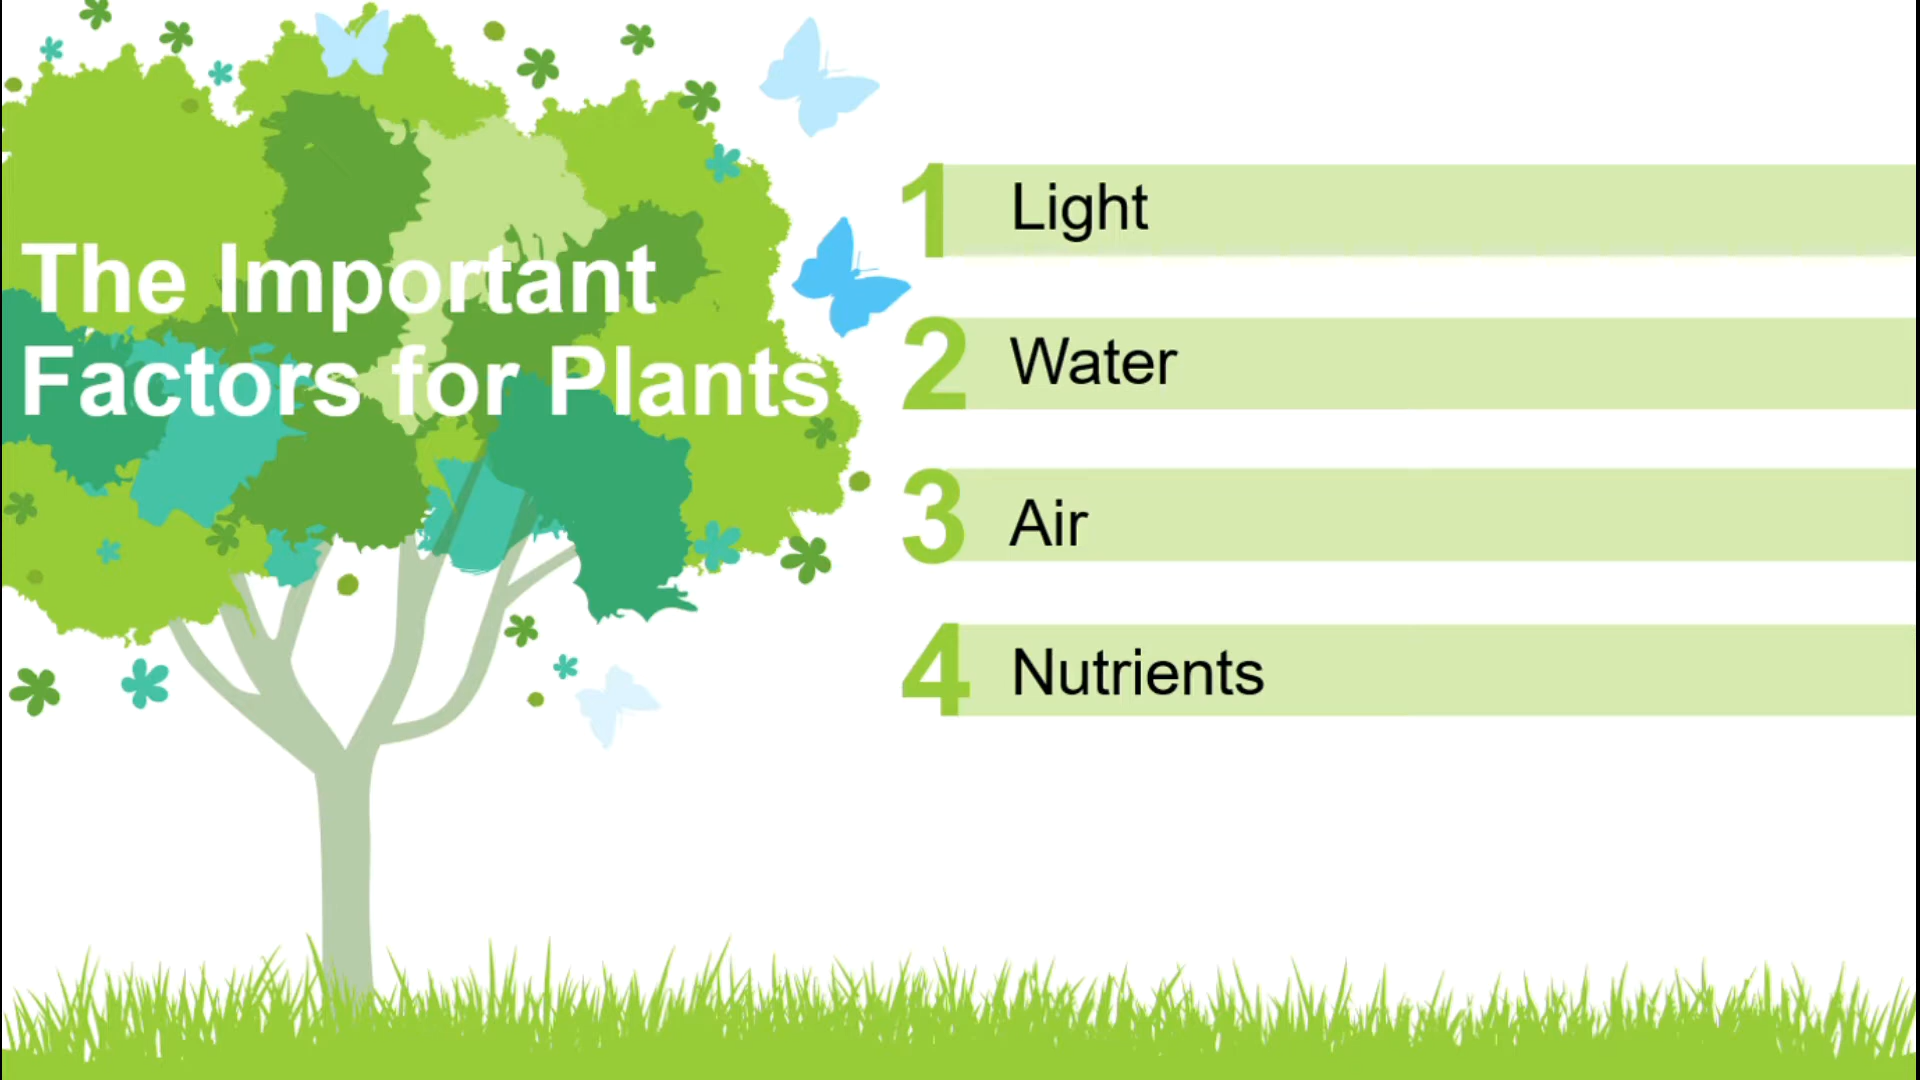 The Important
Factors for Plants
1 Light
2 Water
3 Air
4 Nutrients